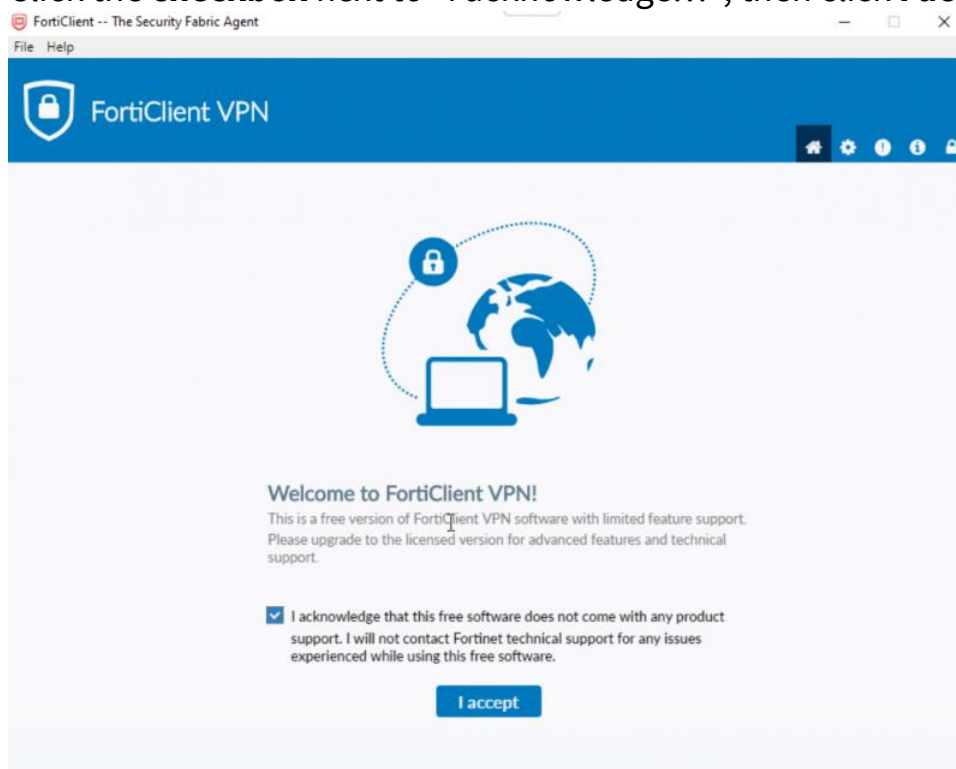 FortiClient -- The Security Fabric Agent
File Help
FortiClient VPN
Welcome to FortiClient VPN!
This is a free version of FortiClient VPN software with limited feature support.
Please upgrade to the licensed version for advanced features and technical
support.
I acknowledge that this free software does not come with any product
support. I will not contact Fortinet technical support for any issues
experienced while using this free software.
I accept